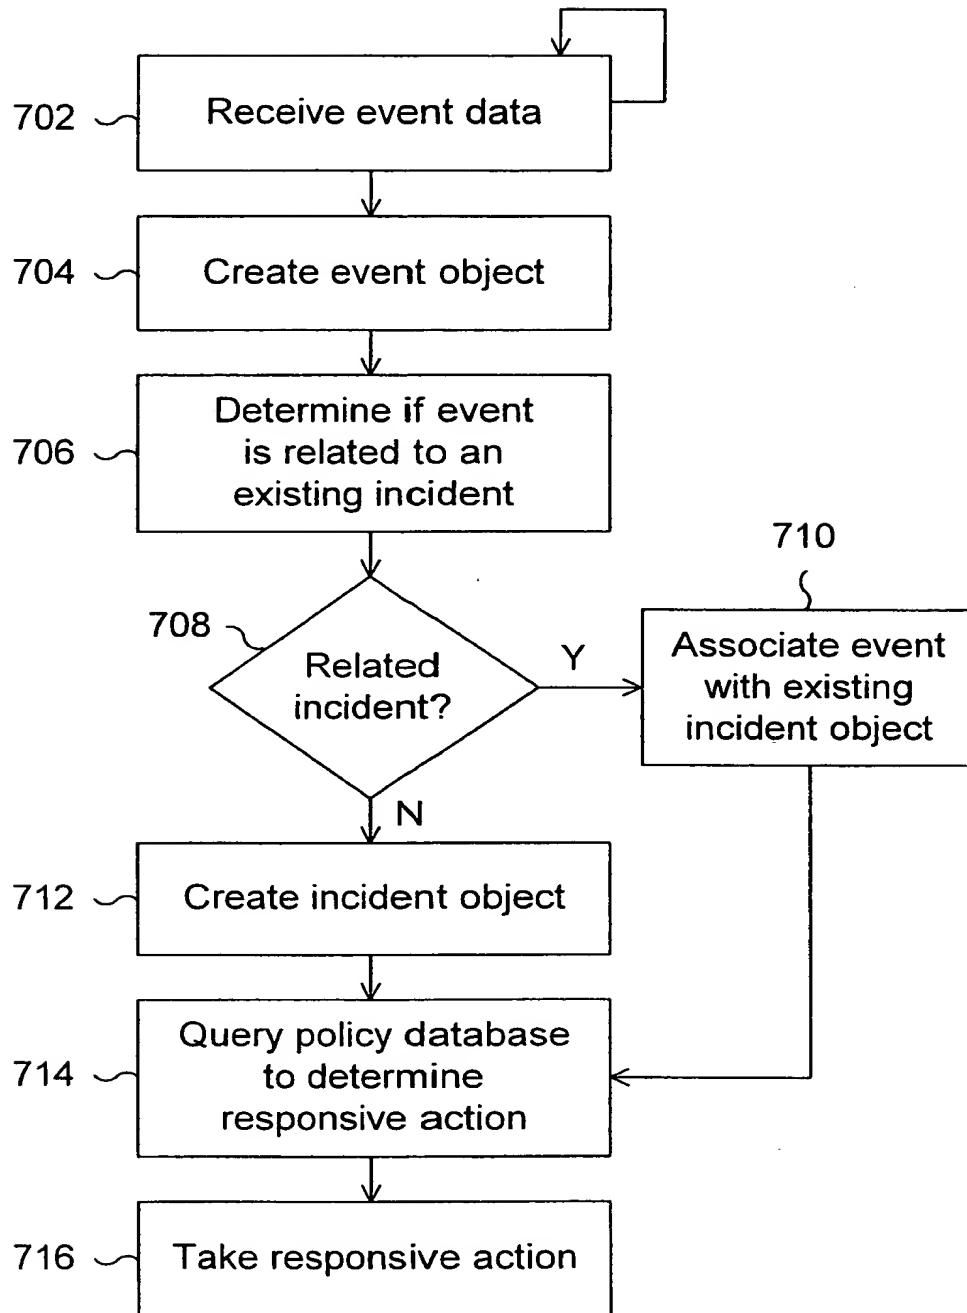 702
Receive event data
704
Create event object
706
Determine if event
is related to an
existing incident
708
Related
incident?
Y
710
Associate event
with existing
incident object
N
712
Create incident object
714
Query policy database
to determine
responsive action
716
Take responsive action